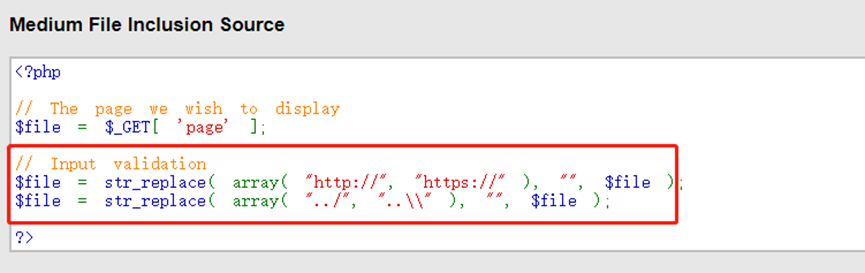 Medium File Inclusion Source
<?php
// The page we wish to display
$file = $_GET[ 'page' ];
// Input validation
$file = str_replace( array( "http://", "https://" ), "", $file );
$file = str_replace( array( "../", "..\\" ), "", $file );
?>